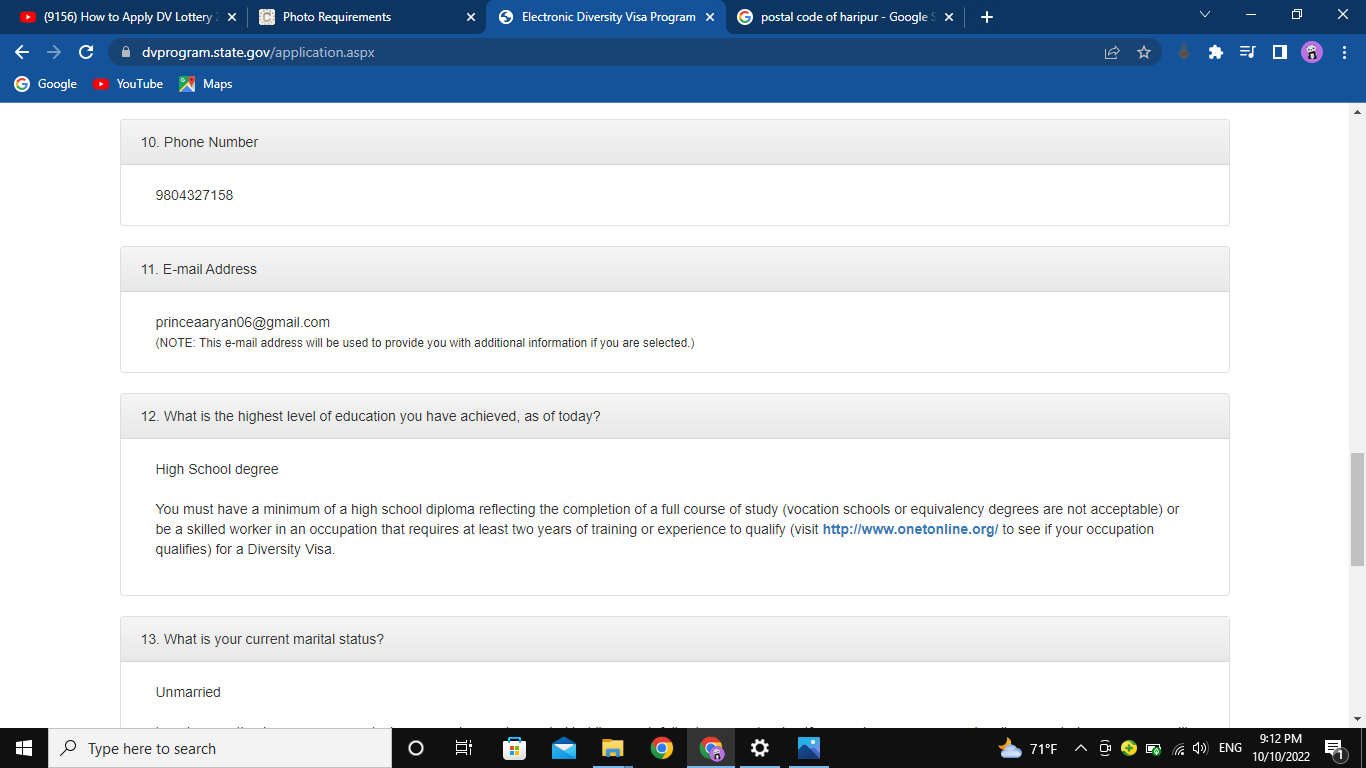 (9156) How to Apply DV Lottery
Photo Requirements
Electronic Diversity Visa Program
postal code of haripur - Google S
dvprogram.state.gov/application.aspx
Google
YouTube
Maps
10. Phone Number
9804327158
11. E-mail Address
princeaaryan06@gmail.com
(NOTE: This e-mail address will be used to provide you with additional information if you are selected.)
12. What is the highest level of education you have achieved, as of today?
High School degree
You must have a minimum of a high school diploma reflecting the completion of a full course of study (vocation schools or equivalency degrees are not acceptable) or
be a skilled worker in an occupation that requires at least two years of training or experience to qualify (visit http://www.onetonline.org/ to see if your occupation
qualifies) for a Diversity Visa.
13. What is your current marital status?
Unmarried
Type here to search
71°F
ENG
9:12 PM
10/10/2022
1